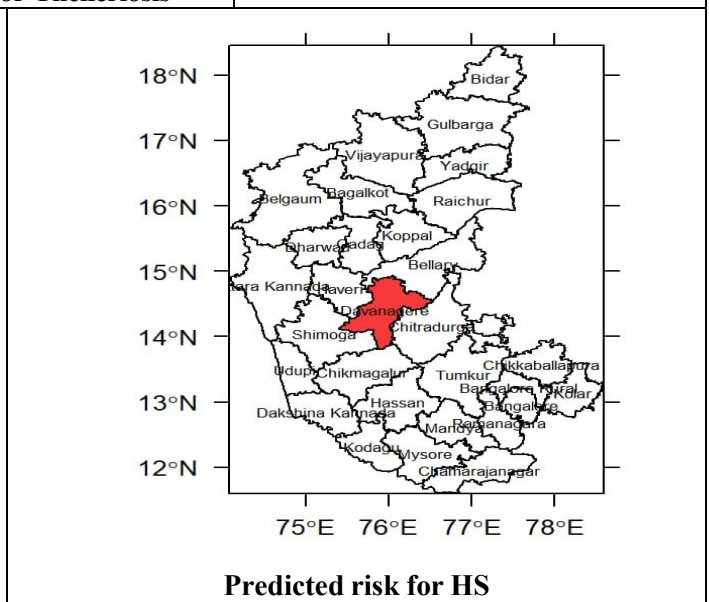 18°N
Bidar
17°N
Gulbarga
Vijayapura
Yadgir
16°N
Bagalkot
Belgaum
Raichur
Koppal
Dharwad
Gadag
15°N
Bellary
Kannada
Haveri
Davanagere
14°N
Shimoga
Chitradurga
Udupi
Chikmagalur
Tumkur
Chikkaballapura
13°N
Hassan
Bangalore Rural
Kolar
Dakshina Kannada
Bangalore
Mandya
Ramanagara
Kodagu
Mysore
12°N
Chamarajanagar
75°E 76°E 77°E 78°E
Predicted risk for HS